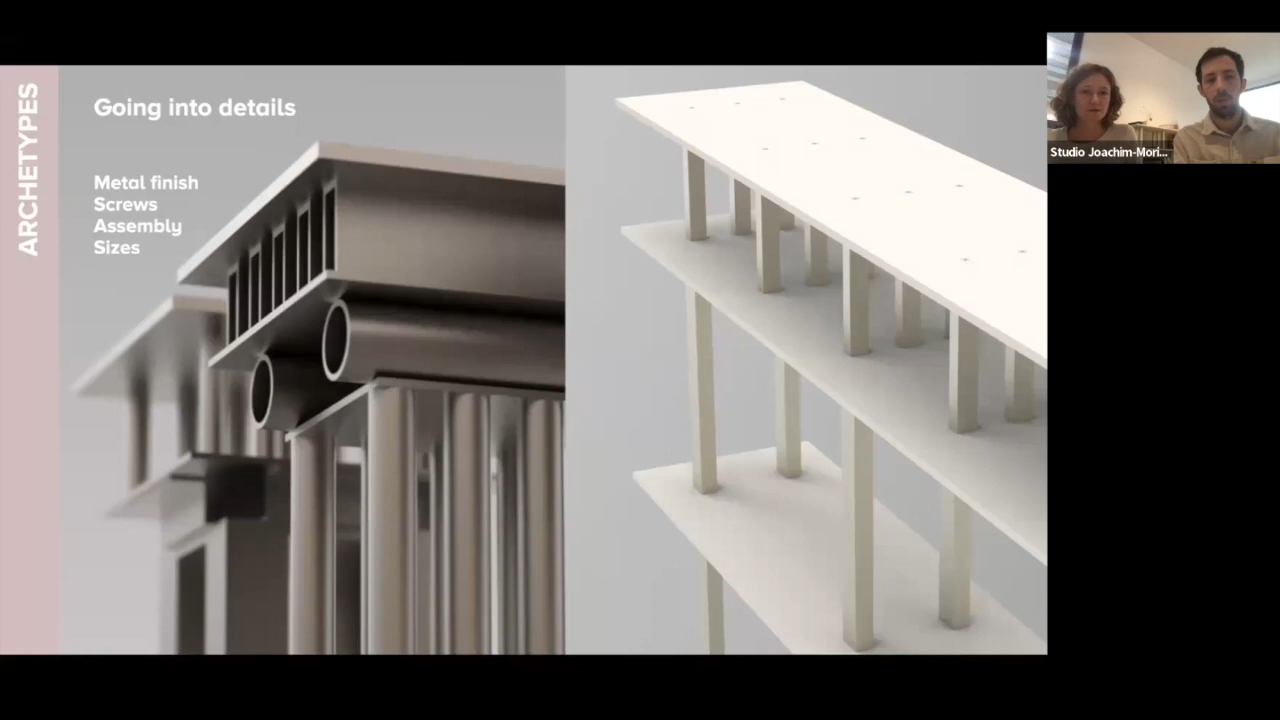 ARCHETYPES
Going into details
Metal finish
Screws
Assembly
Sizes
Studio Joachim-Mori...